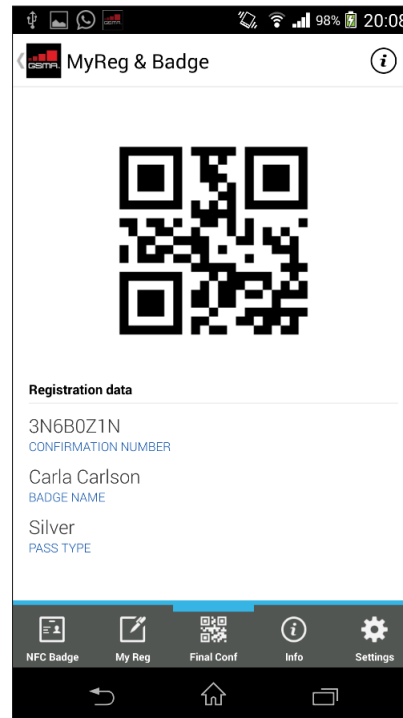 98% 20:08
GSMA. MyReg & Badge i
Registration data
3N6B0Z1N
CONFIRMATION NUMBER
Carla Carlson
BADGE NAME
Silver
PASS TYPE
NFC Badge My Reg Final Conf Info Settings